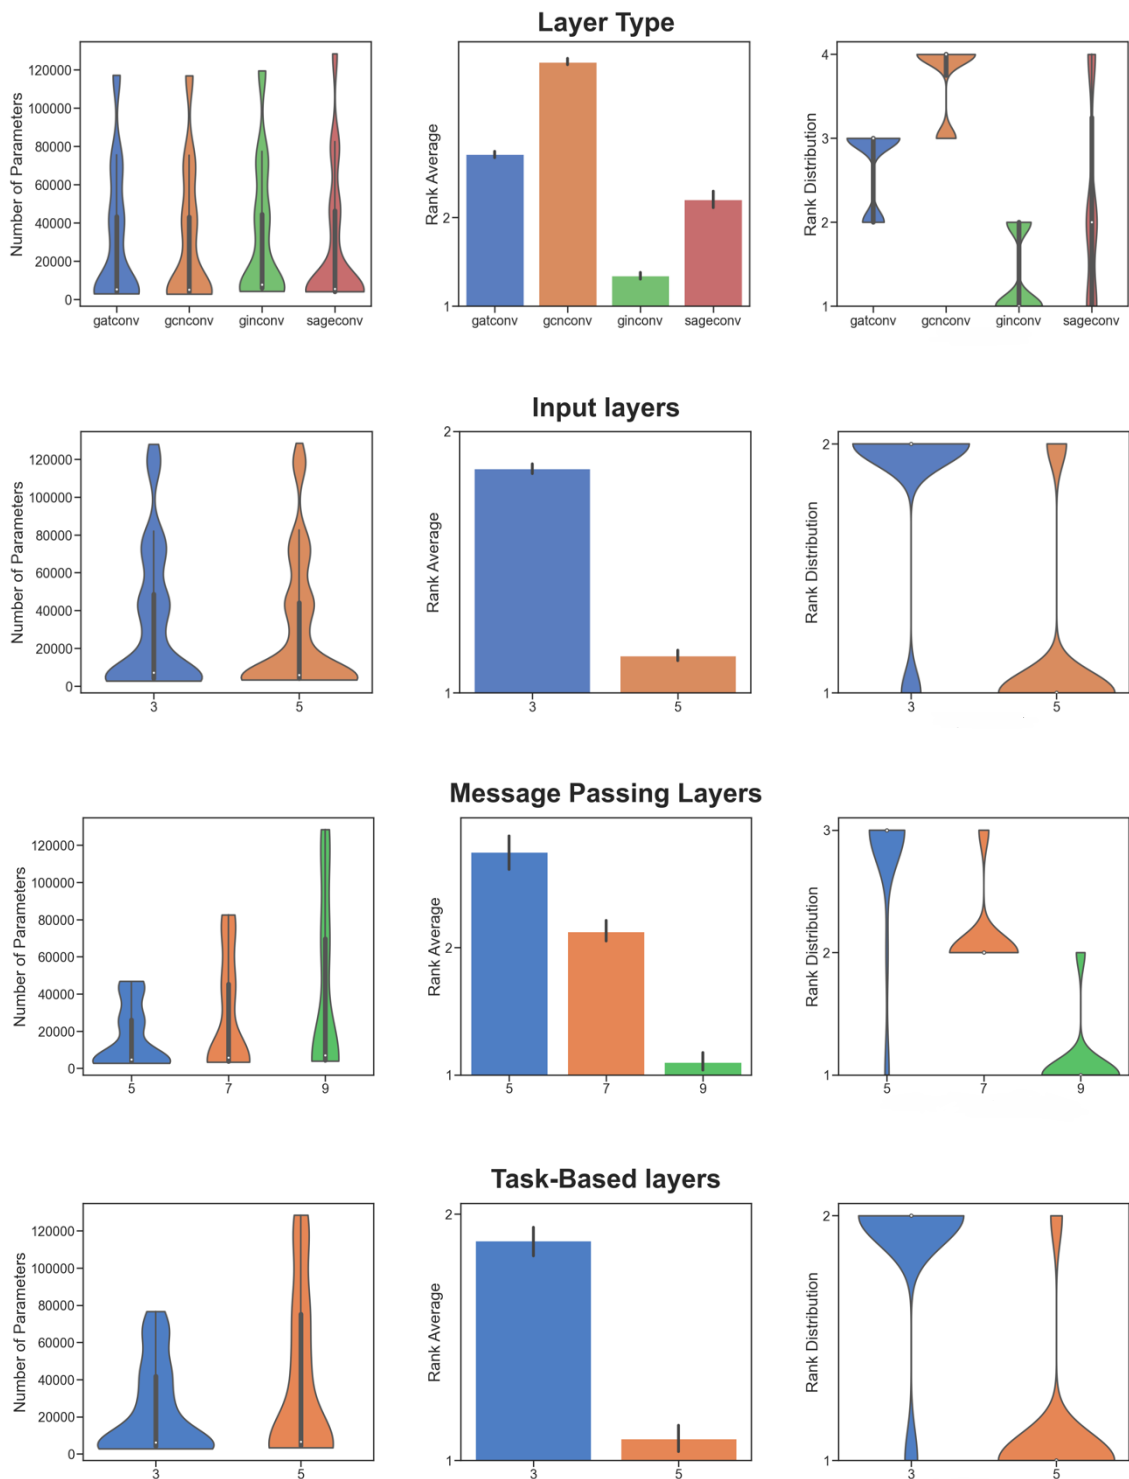 Layer Type
Number of Parameters
120000
100000
80000
60000
40000
20000
0
gatconv gcnconv ginconv sageconv
Rank Average
2
1
gatconv gcnconv ginconv sageconv
Rank Distribution
4
3
2
1
gatconv gcnconv ginconv sageconv
Input layers
Number of Parameters
120000
100000
80000
60000
40000
20000
0
3 5
Rank Average
2
1
3 5
Rank Distribution
2
1
3 5
Message Passing Layers
Number of Parameters
120000
100000
80000
60000
40000
20000
0
5 7 9
Rank Average
2
1
5 7 9
Rank Distribution
3
2
1
5 7 9
Task-Based layers
Number of Parameters
120000
100000
80000
60000
40000
20000
0
3 5
Rank Average
2
1
3 5
Rank Distribution
2
1
3 5